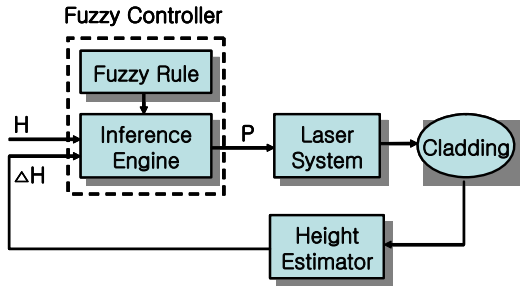 Fuzzy Controller
Fuzzy Rule
H
Inference
Engine
P
Laser
System
Cladding
△H
Height
Estimator